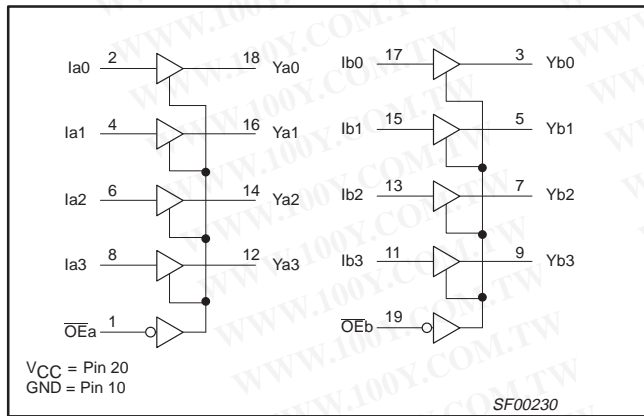 Ia0 2 18 Ya0
Ia1 4 16 Ya1
Ia2 6 14 Ya2
Ia3 8 12 Ya3
OEa 1
VCC = Pin 20
GND = Pin 10
Ib0 17 3 Yb0
Ib1 15 5 Yb1
Ib2 13 7 Yb2
Ib3 11 9 Yb3
OEb 19
SF00230
WWW.100Y.COM.TW